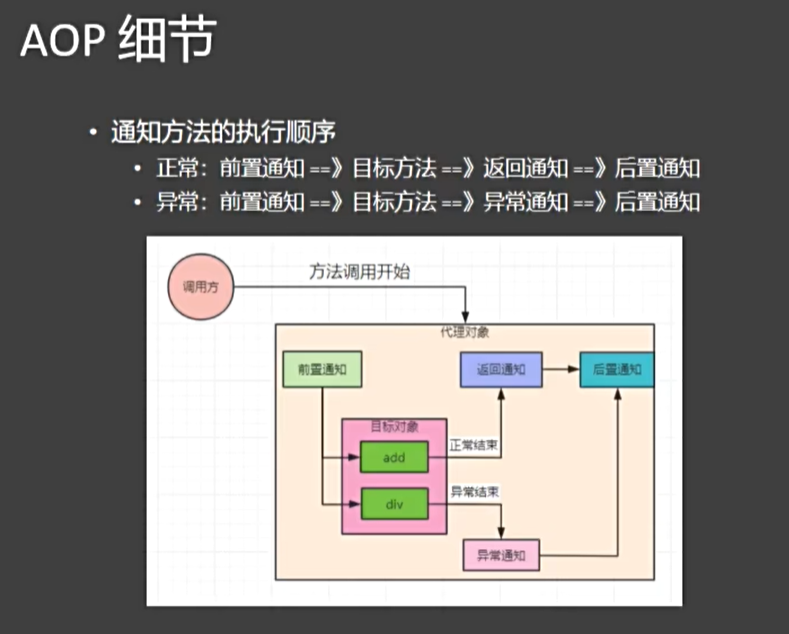 AOP 细节
• 通知方法的执行顺序
• 正常：前置通知 ==》目标方法 ==》返回通知 ==》后置通知
• 异常：前置通知 ==》目标方法 ==》异常通知 ==》后置通知
调用方
方法调用开始
代理对象
前置通知
返回通知
后置通知
目标对象
add
正常结束
div
异常结束
异常通知